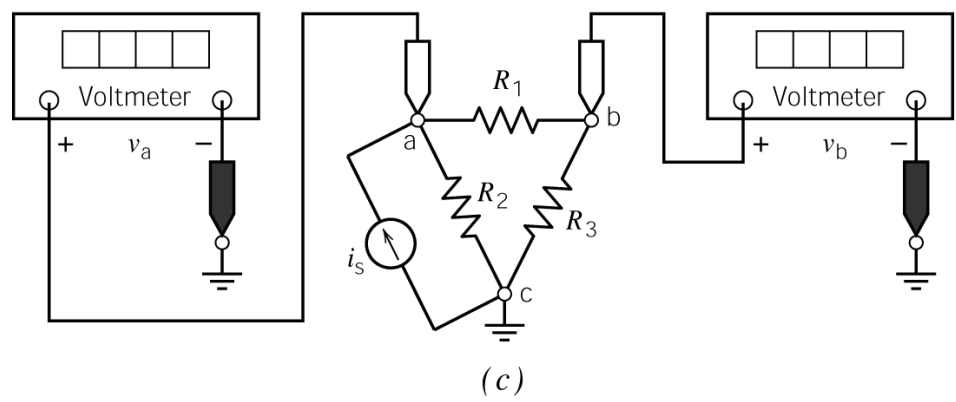 Voltmeter
+ va −
R1
a
b
R2
R3
is
c
Voltmeter
+ vb −
(c)